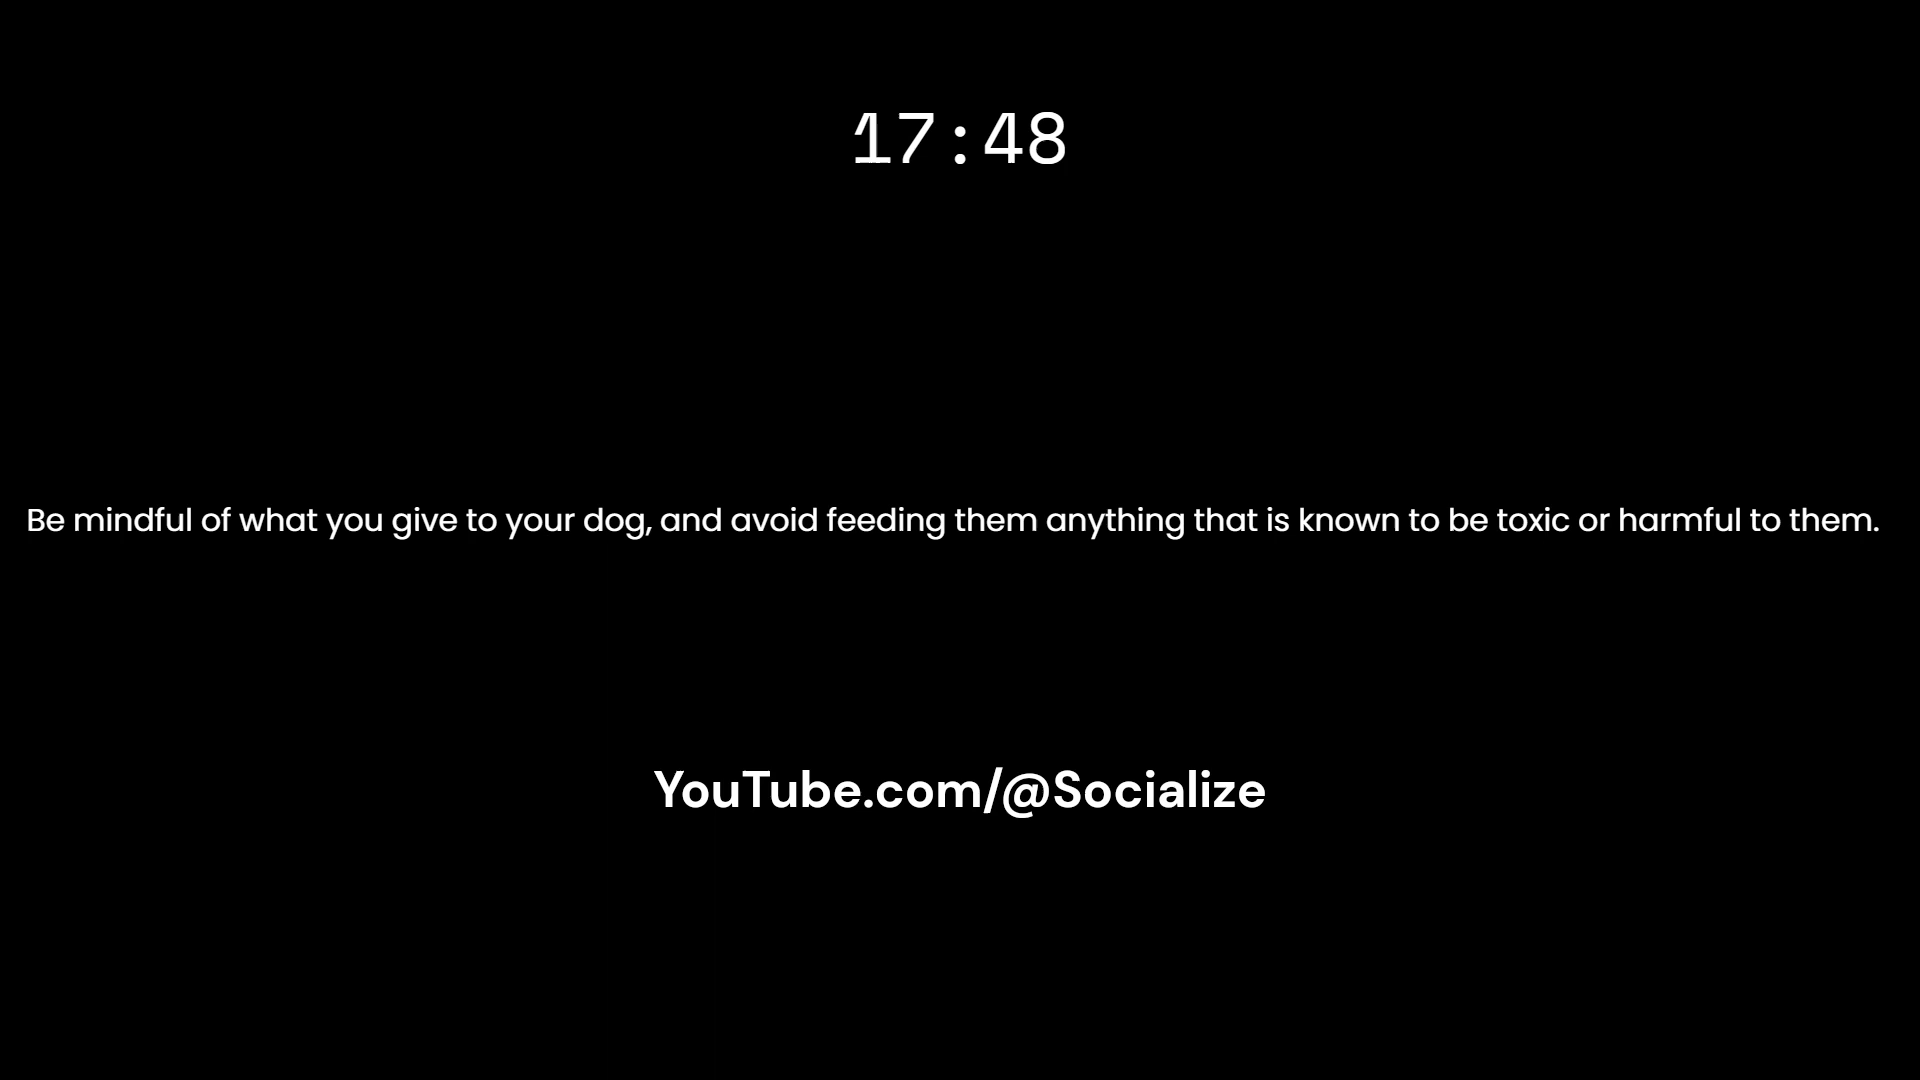 17:48
Be mindful of what you give to your dog, and avoid feeding them anything that is known to be toxic or harmful to them.
YouTube.com/@Socialize